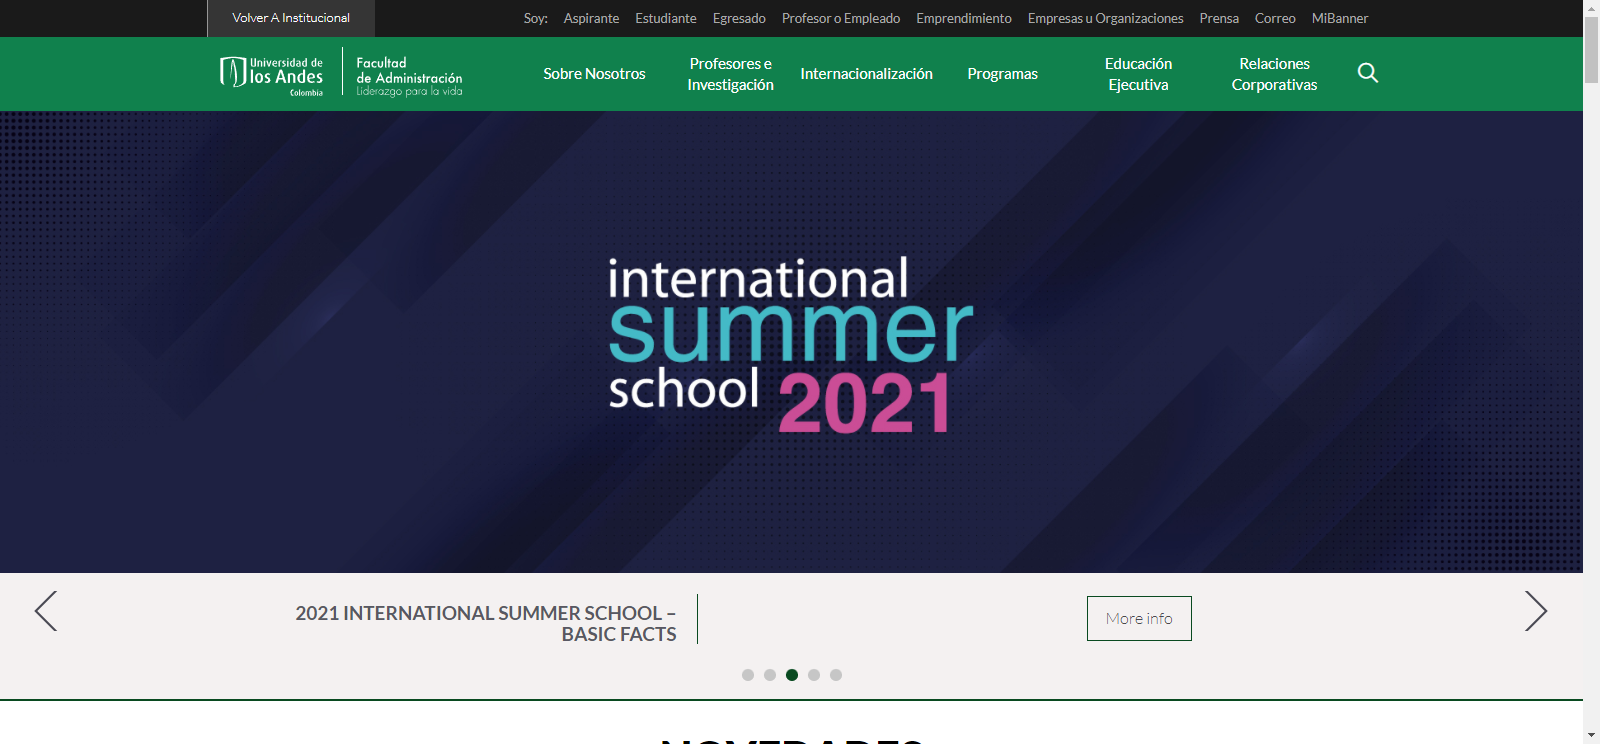 Volver A Institucional
Soy: Aspirante Estudiante Egresado Profesor o Empleado Emprendimiento Empresas u Organizaciones Prensa Correo MiBanner
Universidad de
los Andes
Colombia
Facultad
de Administración
Liderazgo para la vida
Sobre Nosotros
Profesores e
Investigación
Internacionalización
Programas
Educación
Ejecutiva
Relaciones
Corporativas
international
summer
school 2021
2021 INTERNATIONAL SUMMER SCHOOL –
BASIC FACTS
More info
NOVEDADES